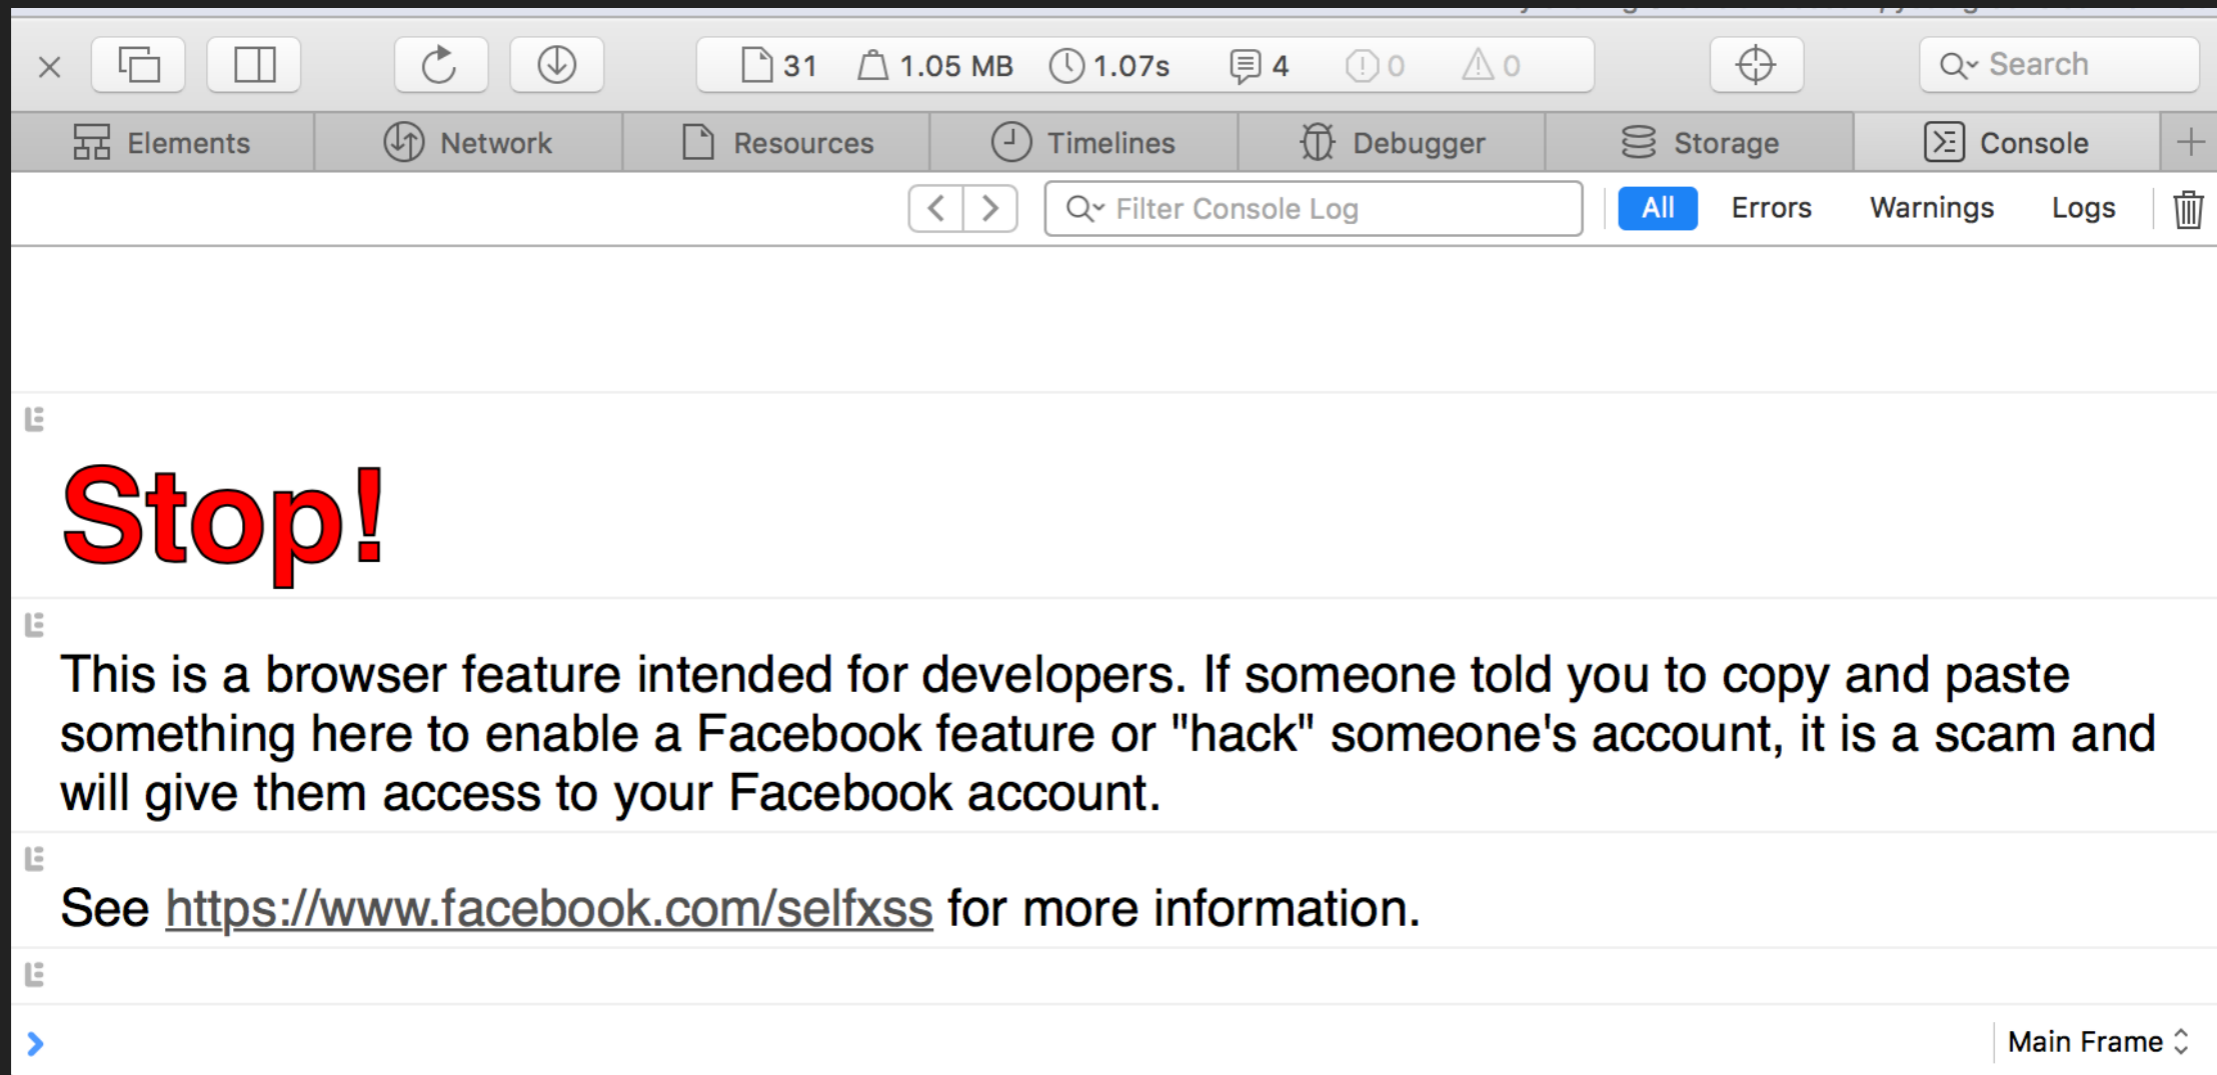 31 1.05 MB 1.07s 4 0 0 Search
Elements Network Resources Timelines Debugger Storage Console
Filter Console Log All Errors Warnings Logs
Stop!
This is a browser feature intended for developers. If someone told you to copy and paste
something here to enable a Facebook feature or "hack" someone's account, it is a scam and
will give them access to your Facebook account.
See https://www.facebook.com/selfxss for more information.
Main Frame